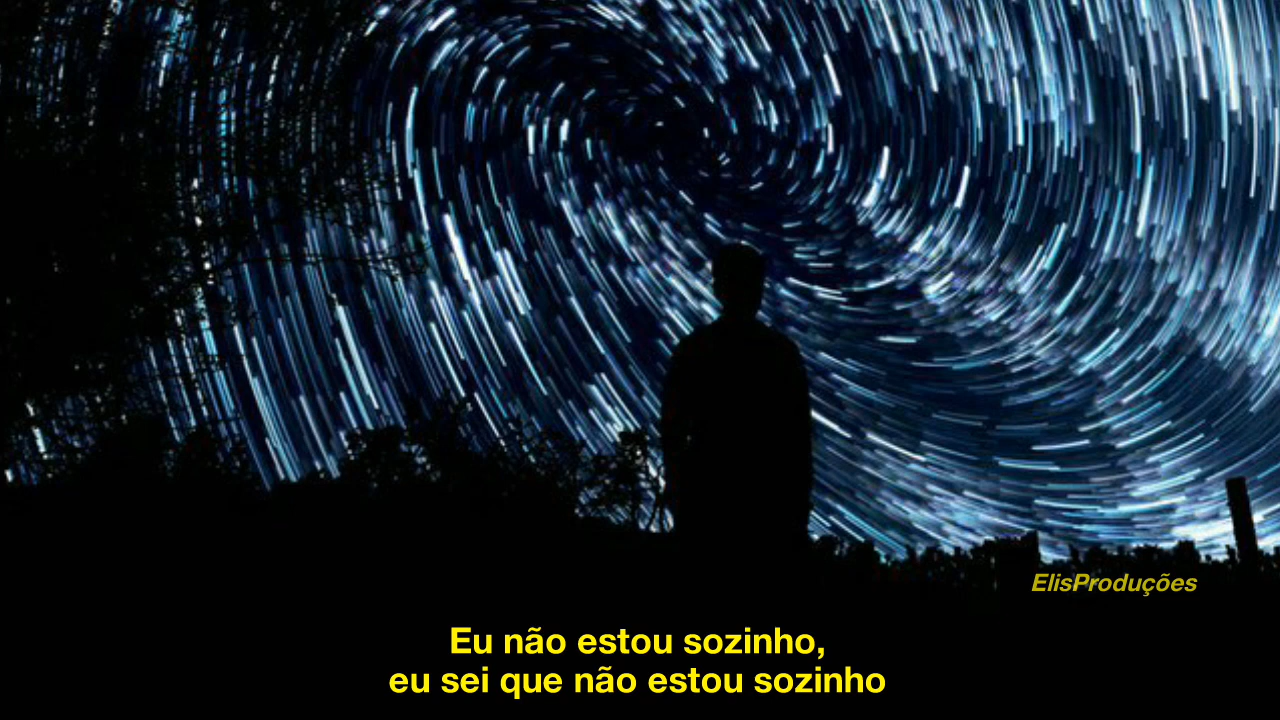 ElisProduções
Eu não estou sozinho,
eu sei que não estou sozinho